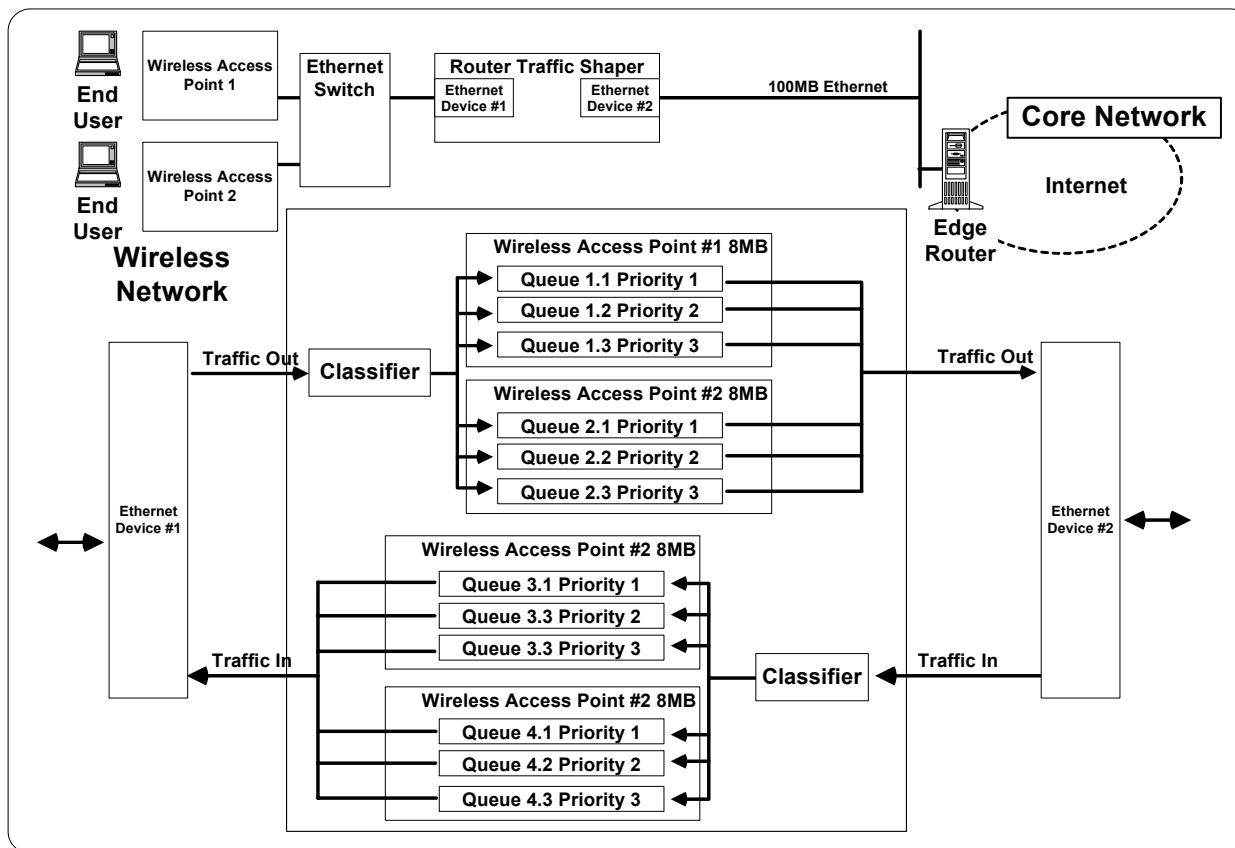 Wireless Access
Point 1
End
User
Ethernet
Switch
Router Traffic Shaper
Ethernet
Device #1
Ethernet
Device #2
100MB Ethernet
Core Network
Internet
Edge
Router
Wireless Access
Point 2
End
User
Wireless
Network
Wireless Access Point #1 8MB
Queue 1.1 Priority 1
Queue 1.2 Priority 2
Queue 1.3 Priority 3
Traffic Out
Classifier
Traffic Out
Wireless Access Point #2 8MB
Queue 2.1 Priority 1
Queue 2.2 Priority 2
Queue 2.3 Priority 3
Ethernet
Device #1
Ethernet
Device #2
Wireless Access Point #2 8MB
Queue 3.1 Priority 1
Queue 3.3 Priority 2
Queue 3.3 Priority 3
Traffic In
Classifier
Traffic In
Wireless Access Point #2 8MB
Queue 4.1 Priority 1
Queue 4.2 Priority 2
Queue 4.3 Priority 3